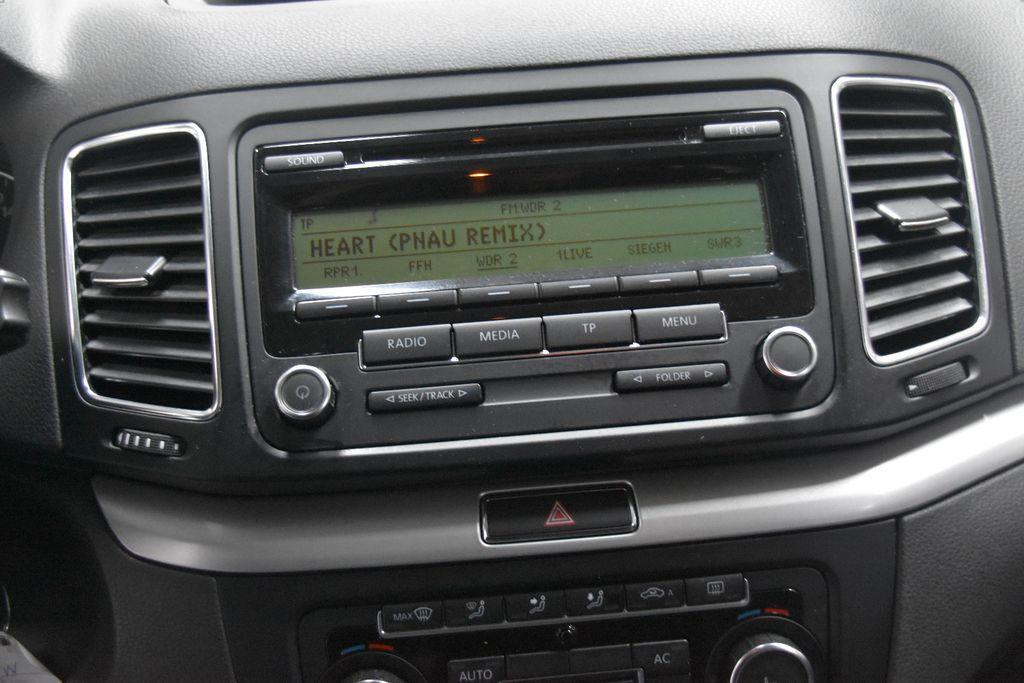 SOUND
EJECT
TP
FM:WDR 2
HEART (PNAU REMIX)
RPR1. FFH WDR 2 1LIVE SIEGEN SWR3
RADIO MEDIA TP MENU
SEEK/TRACK FOLDER
MAX A
AUTO AC